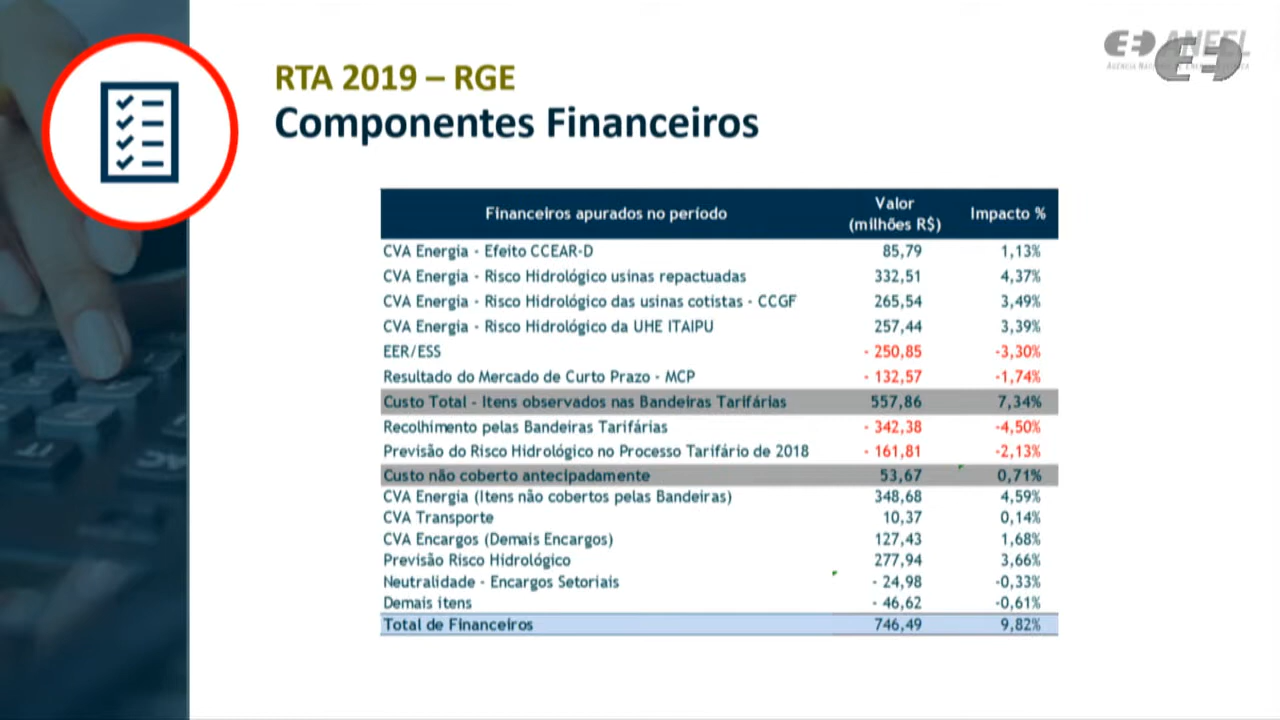 ANEEL
RTA 2019 – RGE
Componentes Financeiros
Financeiros apurados no período Valor (milhões R$) Impacto %
CVA Energia - Efeito CCEAR-D 85,79 1,13%
CVA Energia - Risco Hidrológico usinas repactuadas 332,51 4,37%
CVA Energia - Risco Hidrológico das usinas cotistas - CCGF 265,54 3,49%
CVA Energia - Risco Hidrológico da UHE ITAIPU 257,44 3,39%
EER/ESS - 250,85 -3,30%
Resultado do Mercado de Curto Prazo - MCP - 132,57 -1,74%
Custo Total - Itens observados nas Bandeiras Tarifárias 557,86 7,34%
Recolhimento pelas Bandeiras Tarifárias - 342,38 -4,50%
Previsão do Risco Hidrológico no Processo Tarifário de 2018 - 161,81 -2,13%
Custo não coberto antecipadamente 53,67 0,71%
CVA Energia (Itens não cobertos pelas Bandeiras) 348,68 4,59%
CVA Transporte 10,37 0,14%
CVA Encargos (Demais Encargos) 127,43 1,68%
Previsão Risco Hidrológico 277,94 3,66%
Neutralidade - Encargos Setoriais - 24,98 -0,33%
Demais itens - 46,62 -0,61%
Total de Financeiros 746,49 9,82%